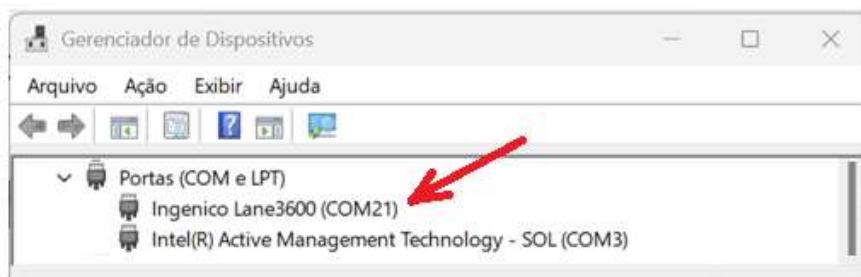 Gerenciador de Dispositivos
Arquivo Ação Exibir Ajuda
Portas (COM e LPT)
Ingenico Lane3600 (COM21)
Intel(R) Active Management Technology - SOL (COM3)